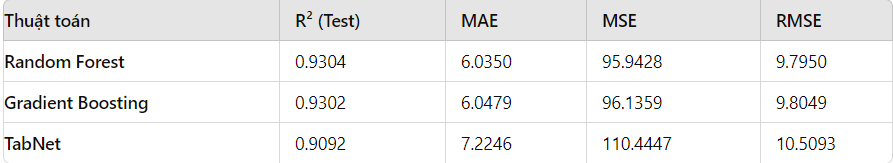 Thuật toán R² (Test) MAE MSE RMSE
Random Forest 0.9304 6.0350 95.9428 9.7950
Gradient Boosting 0.9302 6.0479 96.1359 9.8049
TabNet 0.9092 7.2246 110.4447 10.5093